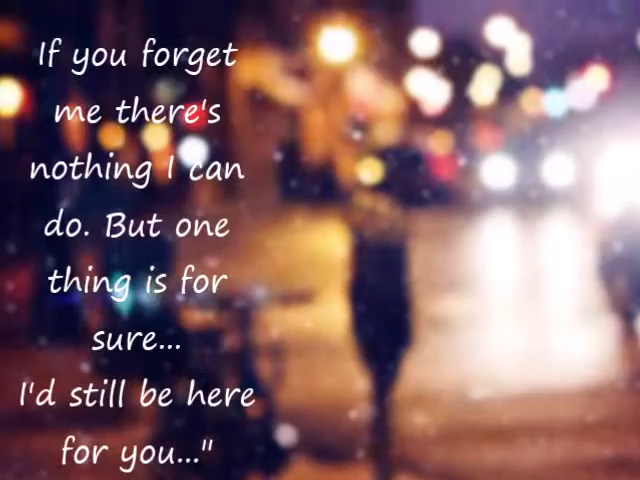 If you forget
me there's
nothing I can
do. But one
thing is for
sure...
I'd still be here
for you..."